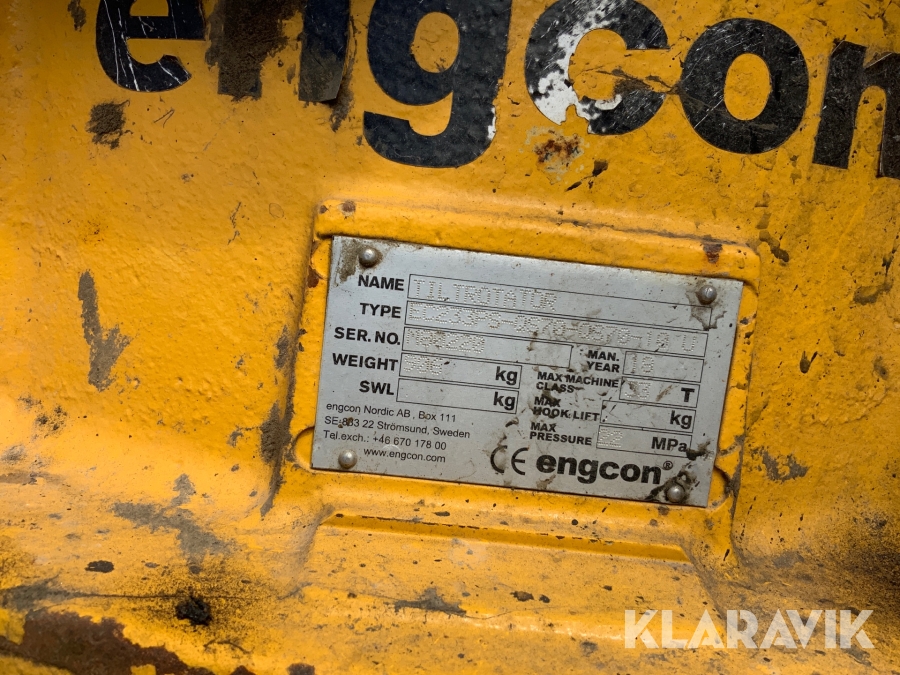 engcon
NAME TILTROTATOR
TYPE
SER. NO. MAN. YEAR 18
WEIGHT kg MAX MACHINE CLASS 33 T
SWL kg MAX HOOK LIFT kg
MAX PRESSURE MPa
engcon Nordic AB , Box 111
SE-883 22 Strömsund, Sweden
Tel.exch.: +46 670 178 00
www.engcon.com
CE engcon®
KLARAVIK